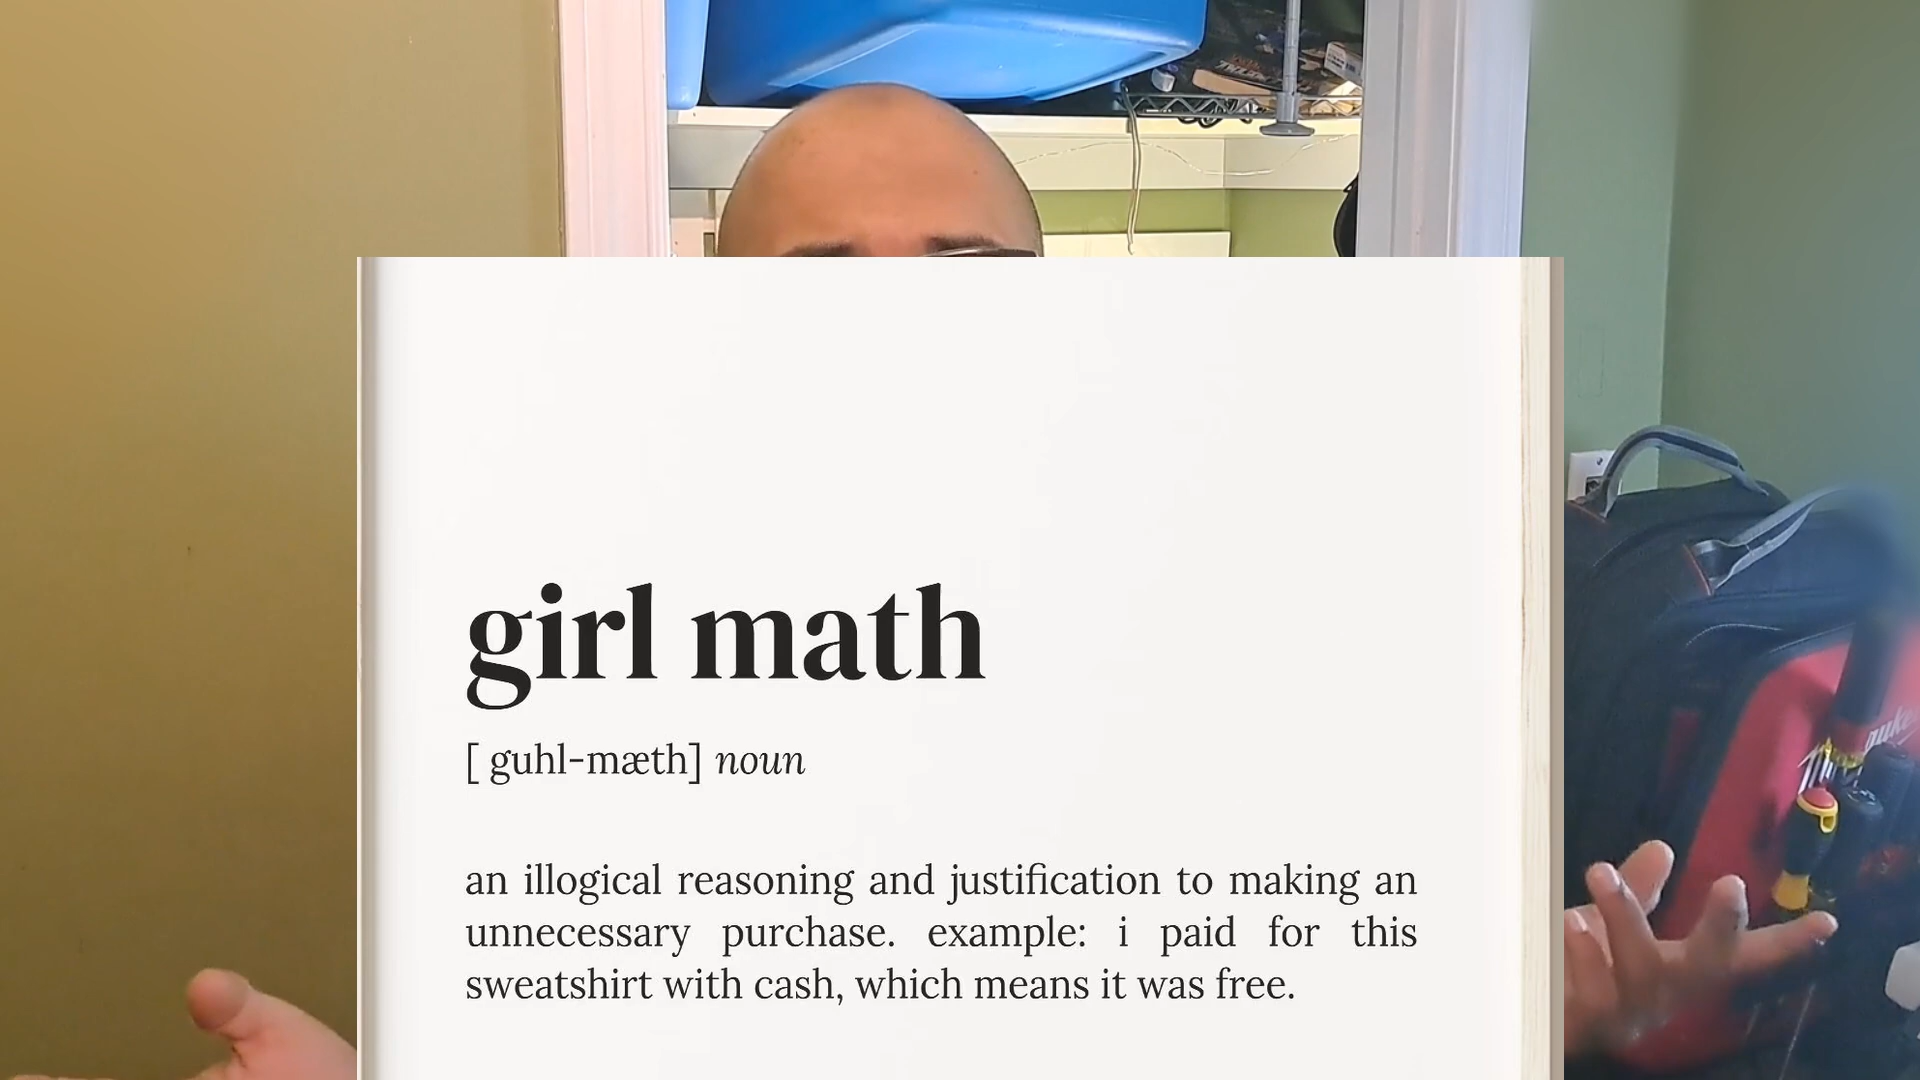 girl math
[ guhl-mæth] noun
an illogical reasoning and justification to making an
unnecessary purchase. example: i paid for this
sweatshirt with cash, which means it was free.